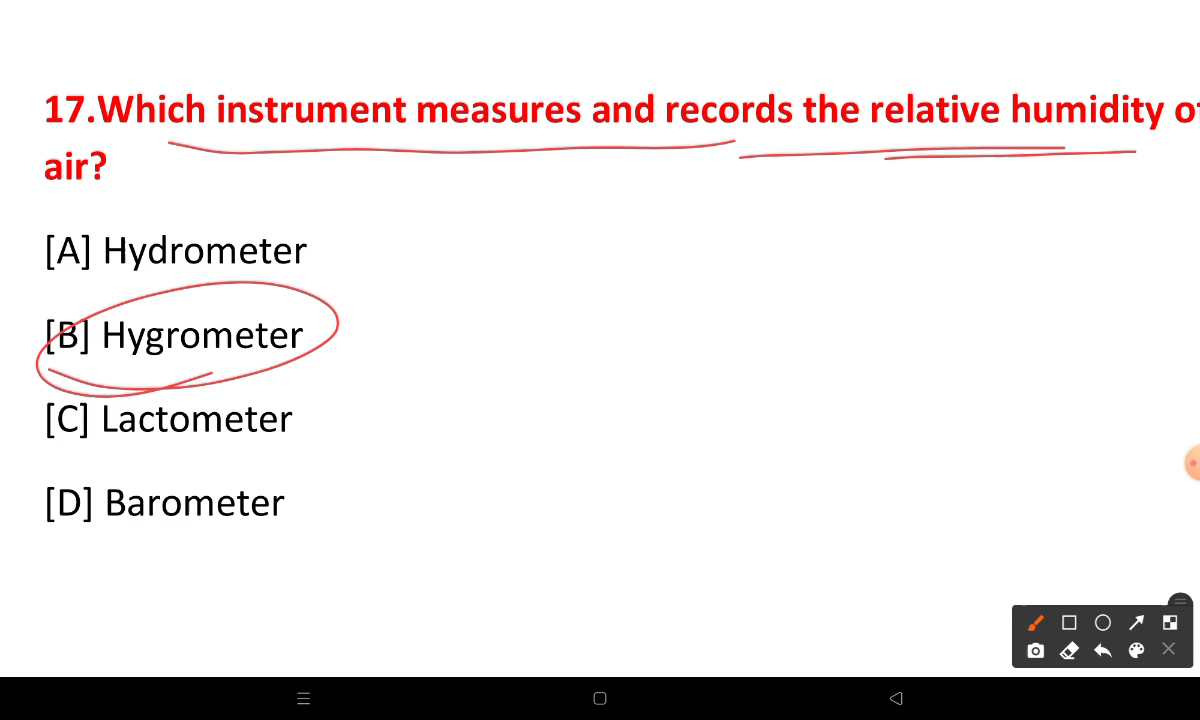 17.Which instrument measures and records the relative humidity of
air?
[A] Hydrometer
[B] Hygrometer
[C] Lactometer
[D] Barometer